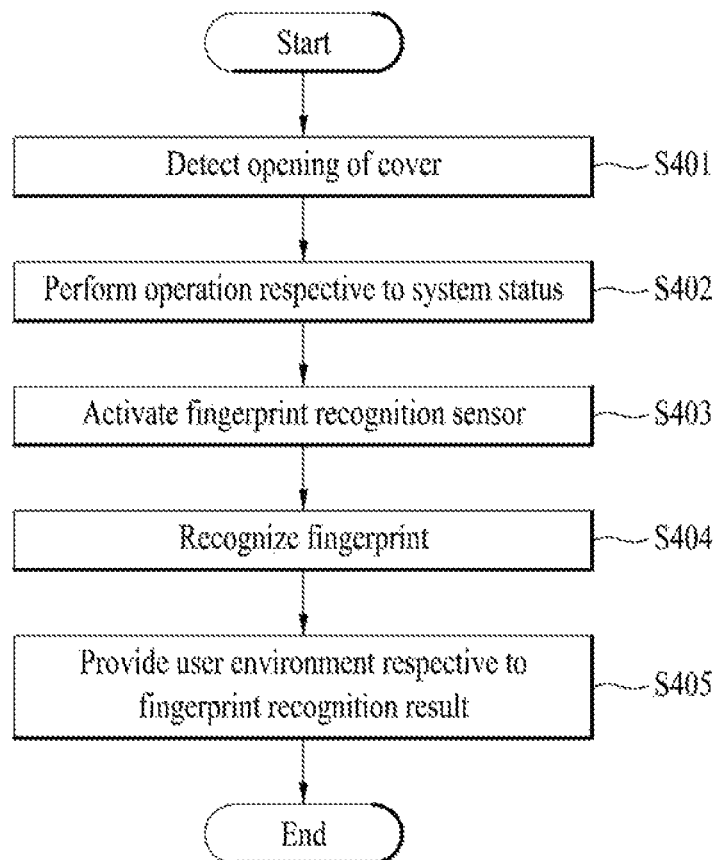 Start
Detect opening of cover
S401
Perform operation respective to system status
S402
Activate fingerprint recognition sensor
S403
Recognize fingerprint
S404
Provide user environment respective to
fingerprint recognition result
S405
End